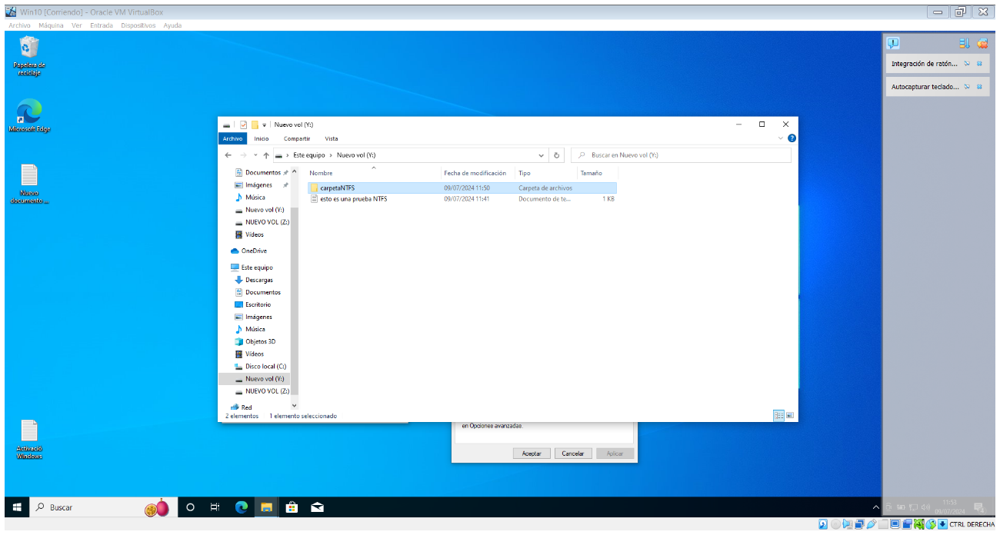 Win10 [Corriendo] - Oracle VM VirtualBox
Archivo Máquina Ver Entrada Dispositivos Ayuda
Papelera de
reciclaje
Microsoft Edge
Nuevo
documento ...
Activació
Windows
Integración de ratón...
Autocapturar teclado...
Nuevo vol (Y:)
Archivo Inicio Compartir Vista
Este equipo > Nuevo vol (Y:)
Buscar en Nuevo vol (Y:)
Documentos
Imágenes
Música
Nuevo vol (Y:)
NUEVO VOL (Z:)
Vídeos
OneDrive
Este equipo
Descargas
Documentos
Escritorio
Imágenes
Música
Objetos 3D
Vídeos
Disco local (C:)
Nuevo vol (Y:)
NUEVO VOL (Z:)
Red
Nombre Fecha de modificación Tipo Tamaño
carpetaNTFS 09/07/2024 11:50 Carpeta de archivos
esto es una prueba NTFS 09/07/2024 11:41 Documento de te... 1 KB
2 elementos 1 elemento seleccionado
en Opciones avanzadas.
Aceptar Cancelar Aplicar
Buscar
11:53
09/07/2024
CTRL DERECHA